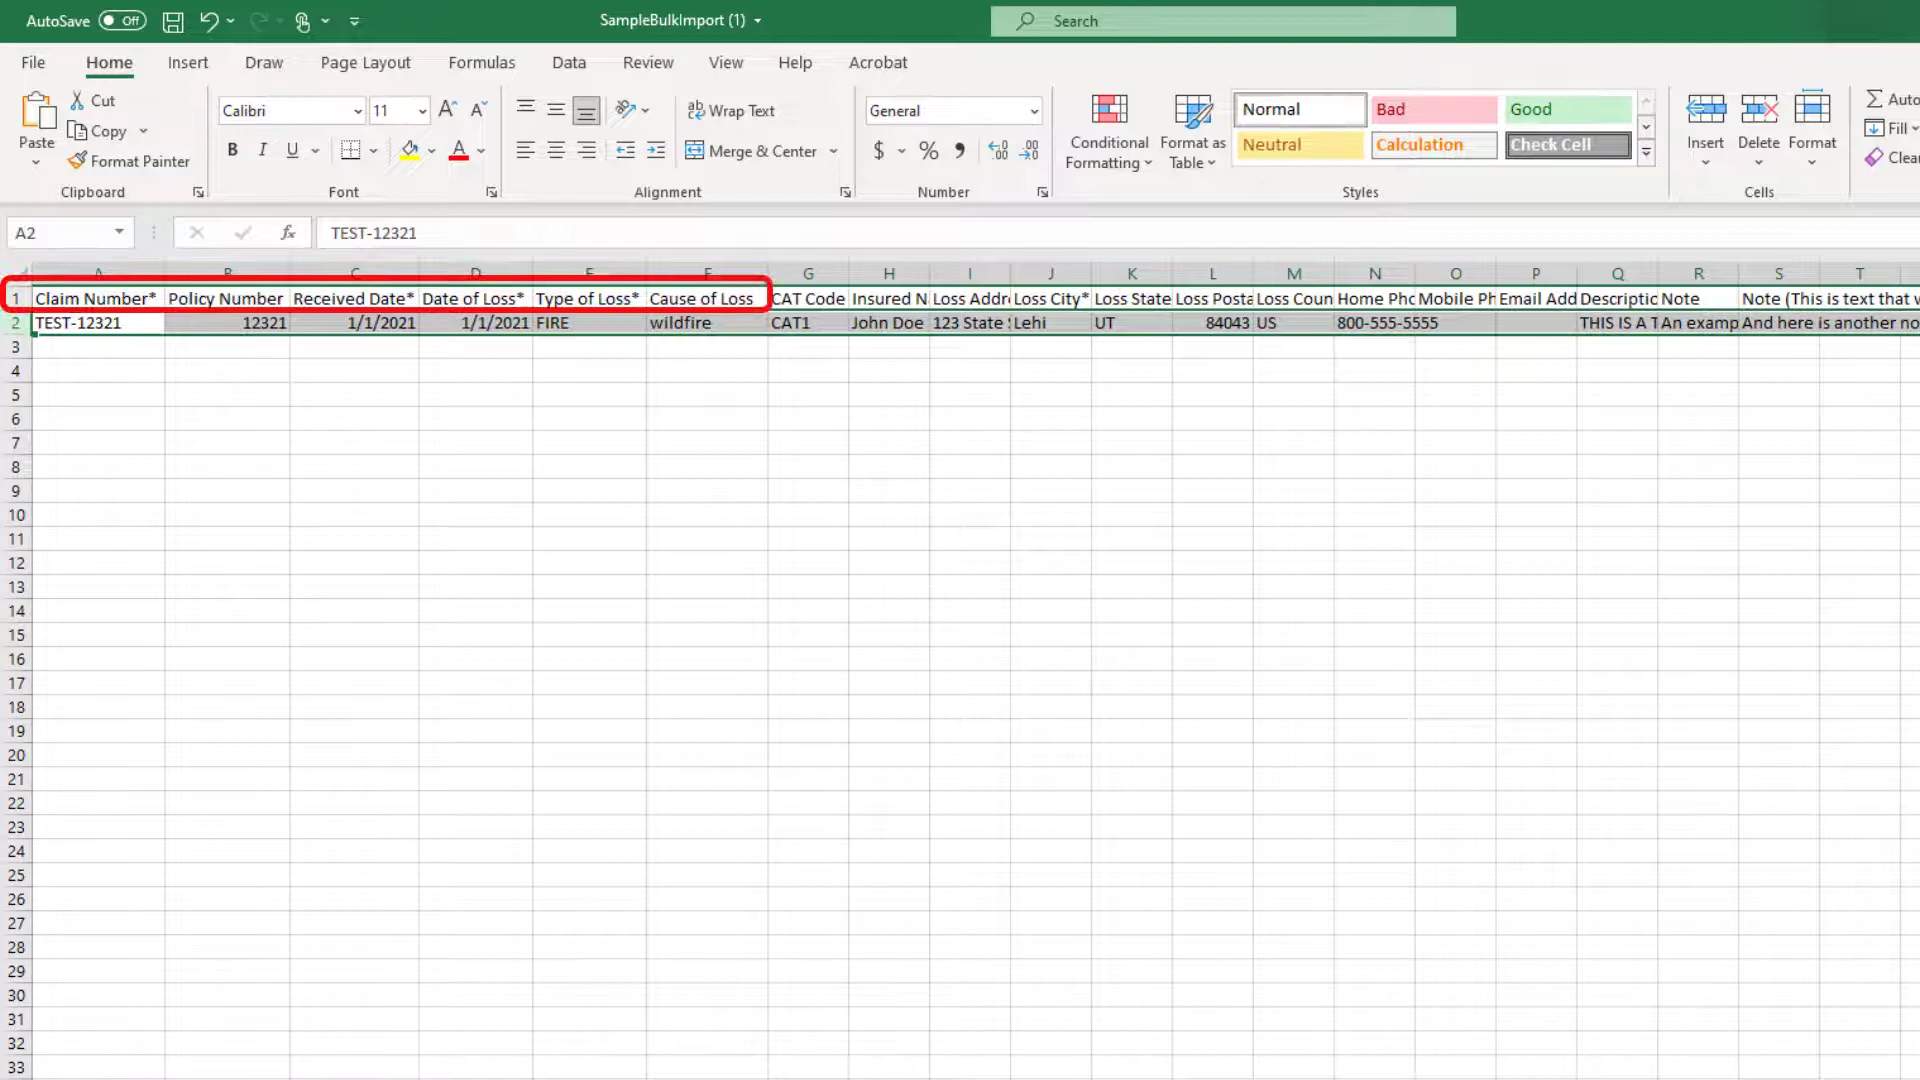 AutoSave Off SampleBulkImport (1) Search
File Home Insert Draw Page Layout Formulas Data Review View Help Acrobat
Paste Cut Copy Format Painter Clipboard
Calibri 11 B I U A Font
Wrap Text Merge & Center Alignment
General $ % Number
Conditional Formatting Format as Table Normal Bad Good Neutral Calculation Check Cell Styles
Insert Delete Format Cells
Auto Fill Clea
A2 fx TEST-12321
A B C D E F G H I J K L M N O P Q R S T
1 Claim Number* Policy Number Received Date* Date of Loss* Type of Loss* Cause of Loss CAT Code Insured N Loss Addr Loss City* Loss State Loss Posta Loss Coun Home Pho Mobile Ph Email Add Descriptio Note Note (This is text that w
2 TEST-12321 12321 1/1/2021 1/1/2021 FIRE wildfire CAT1 John Doe 123 State Lehi UT 84043 US 800-555-5555 THIS IS A T An examp And here is another no
3
4
5
6
7
8
9
10
11
12
13
14
15
16
17
18
19
20
21
22
23
24
25
26
27
28
29
30
31
32
33